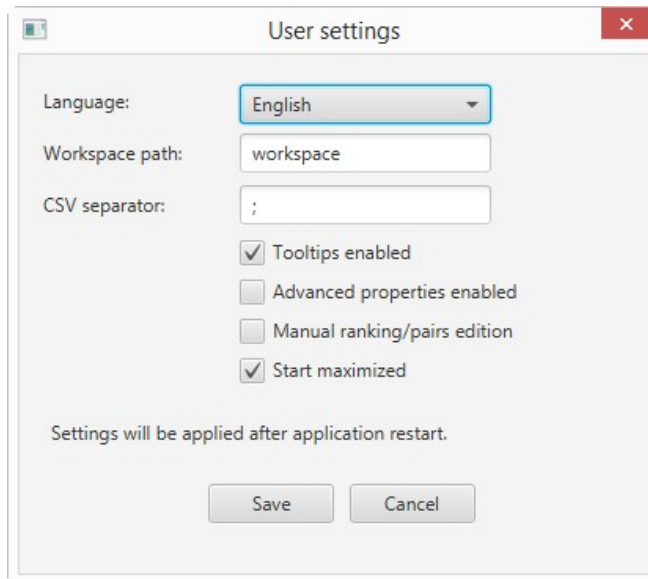 User settings
Language: English
Workspace path: workspace
CSV separator: ;
Tooltips enabled
Advanced properties enabled
Manual ranking/pairs edition
Start maximized
Settings will be applied after application restart.
Save Cancel